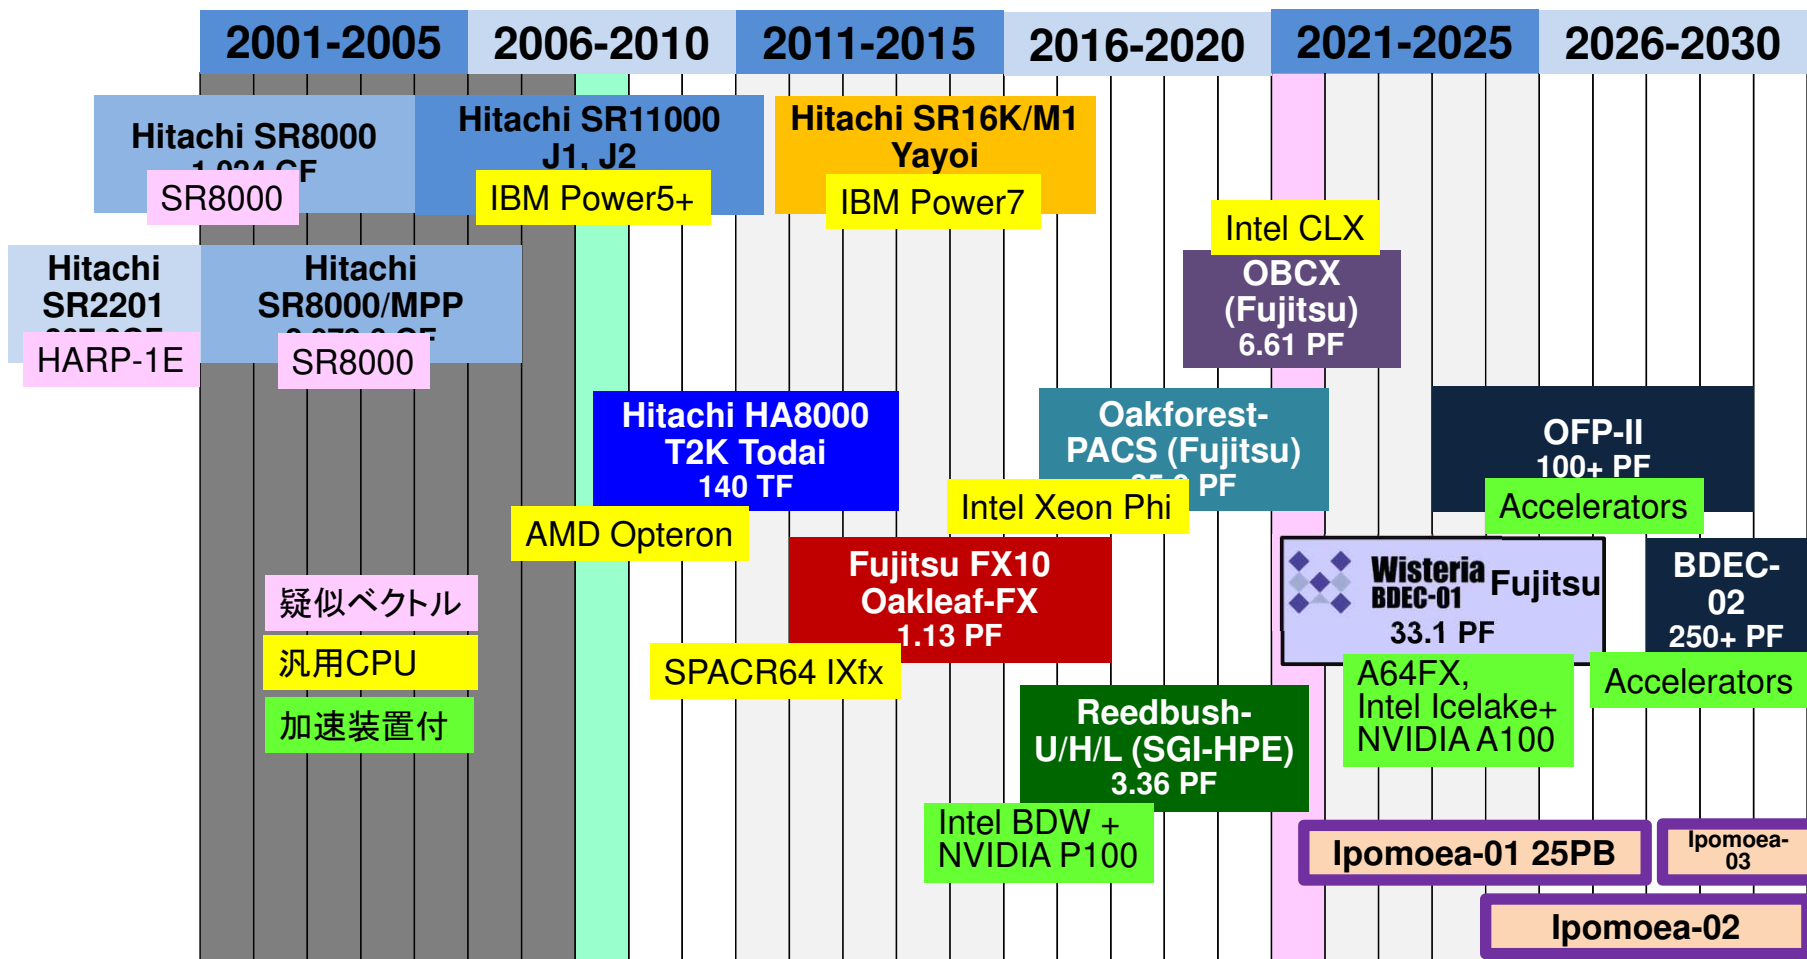 2001-2005
2006-2010
2011-2015
2016-2020
2021-2025
2026-2030
Hitachi SR8000
SR8000
Hitachi SR11000
J1, J2
IBM Power5+
Hitachi SR16K/M1
Yayoi
IBM Power7
Intel CLX
OBCX
(Fujitsu)
6.61 PF
Hitachi
SR2201
HARP-1E
Hitachi
SR8000/MPP
SR8000
Hitachi HA8000
T2K Todai
140 TF
AMD Opteron
Oakforest-
PACS (Fujitsu)
PF
Intel Xeon Phi
OFP-II
100+ PF
Accelerators
Fujitsu FX10
Oakleaf-FX
1.13 PF
SPACR64 IXfx
Wisteria
BDEC-01
Fujitsu
33.1 PF
A64FX,
Intel Icelake+
NVIDIA A100
BDEC-
02
250+ PF
Accelerators
疑似ベクトル
汎用CPU
加速装置付
Reedbush-
U/H/L (SGI-HPE)
3.36 PF
Intel BDW +
NVIDIA P100
Ipomoea-01 25PB
Ipomoea-
03
Ipomoea-02